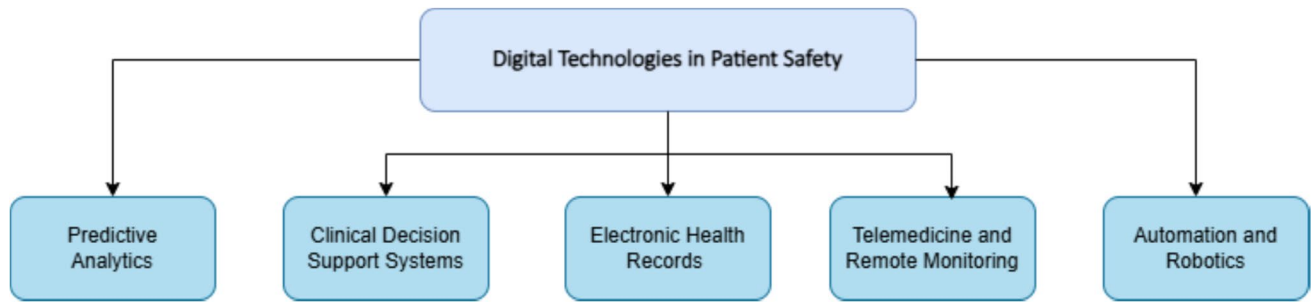 Digital Technologies in Patient Safety
Predictive
Analytics
Clinical Decision
Support Systems
Electronic Health
Records
Telemedicine and
Remote Monitoring
Automation and
Robotics